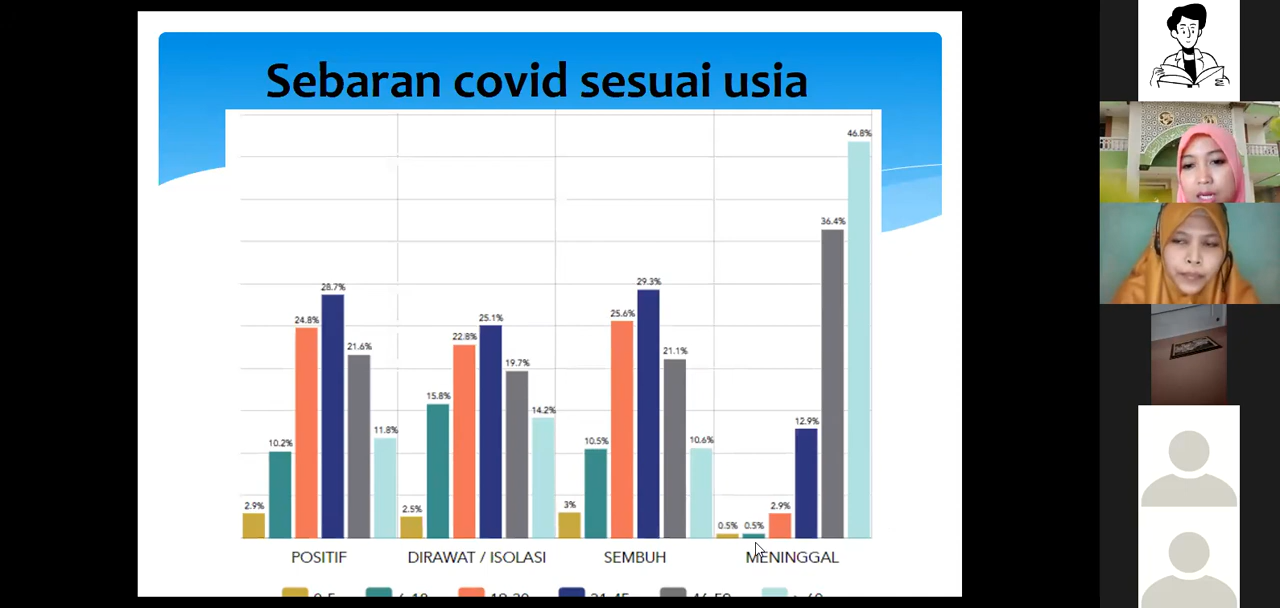 Sebaran covid sesuai usia
2.9% 10.2% 24.8% 28.7% 21.6% 11.8%
2.5% 15.8% 22.8% 25.1% 19.7% 14.2%
3% 10.5% 25.6% 29.3% 21.1% 10.6%
0.5% 0.5% 2.9% 12.9% 36.4% 46.8%
POSITIF DIRAWAT / ISOLASI SEMBUH MENINGGAL